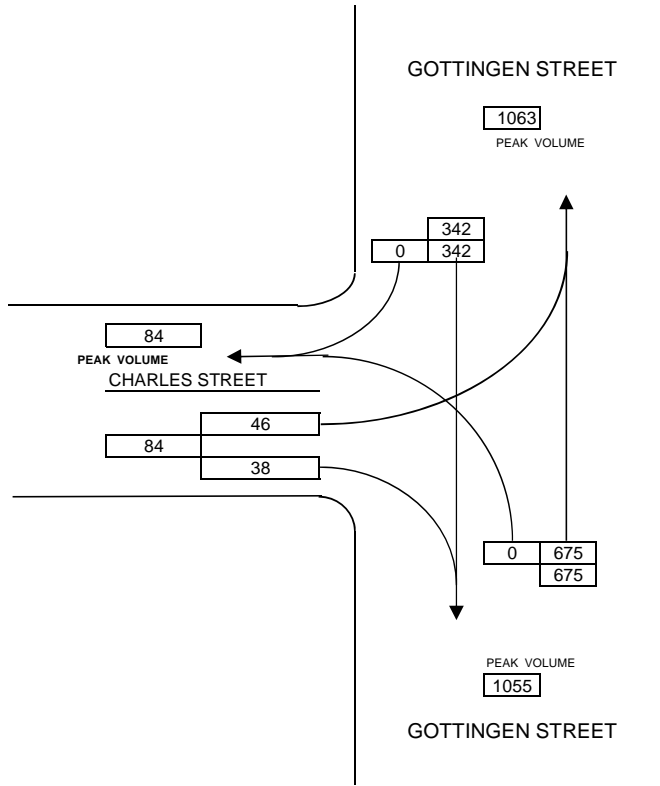 GOTTINGEN STREET
1063
PEAK VOLUME
342
0 342
84
PEAK VOLUME
CHARLES STREET
46
84
38
0 675
675
PEAK VOLUME
1055
GOTTINGEN STREET